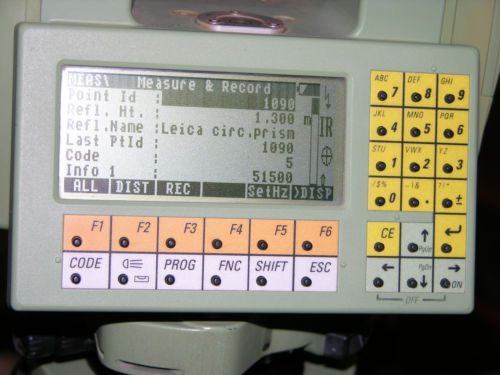 MEAS\ Measure & Record
Point Id : 1090
Refl. Ht. : 1.300 m
Refl.Name : Leica circ.prism
Last PtId : 1090
Code : 5
Info 1 : 51500
IR
ALL DIST REC SetHz >DISP
F1 F2 F3 F4 F5 F6
CODE PROG FNC SHIFT ESC
ABC 7 DEF 8 GHI 9
JKL 4 MNO 5 PQR 6
STU 1 VWX 2 YZ 3
/$% 0 -\& . ?!* ±
CE PgUp
PgDn ON
OFF